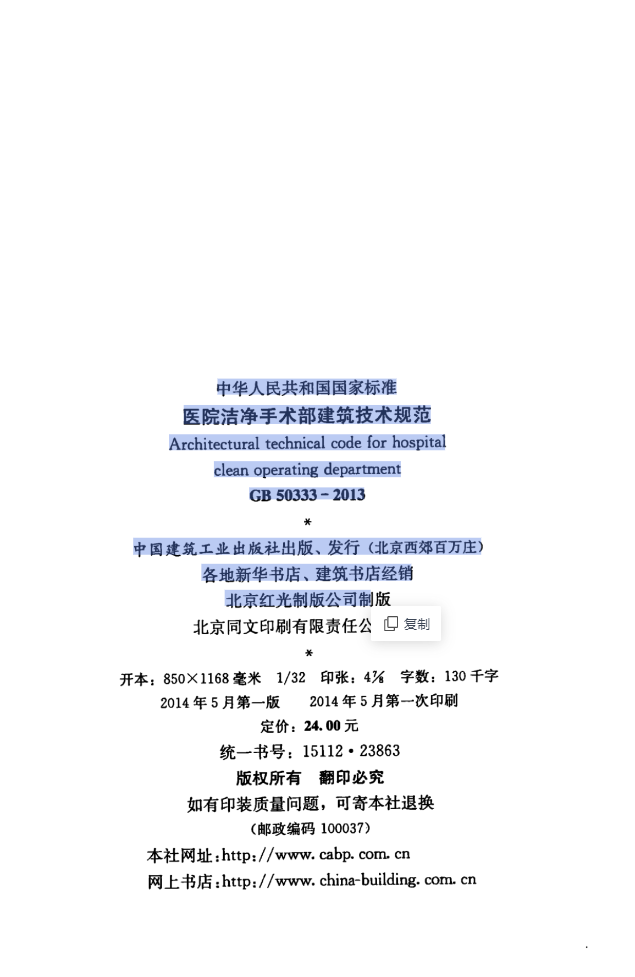 中华人民共和国国家标准
医院洁净手术部建筑技术规范
Architectural technical code for hospital
clean operating department
GB 50333-2013
*
中国建筑工业出版社出版、发行（北京西郊百万庄）
各地新华书店、建筑书店经销
北京红光制版公司制版
北京同文印刷有限责任公
复制
*
开本：850×1168毫米 1/32 印张：4⅛ 字数：130千字
2014年5月第一版 2014年5月第一次印刷
定价：24.00元
统一书号：15112·23863
版权所有 翻印必究
如有印装质量问题，可寄本社退换
（邮政编码 100037）
本社网址：http://www.cabp.com.cn
网上书店：http://www.china-building.com.cn